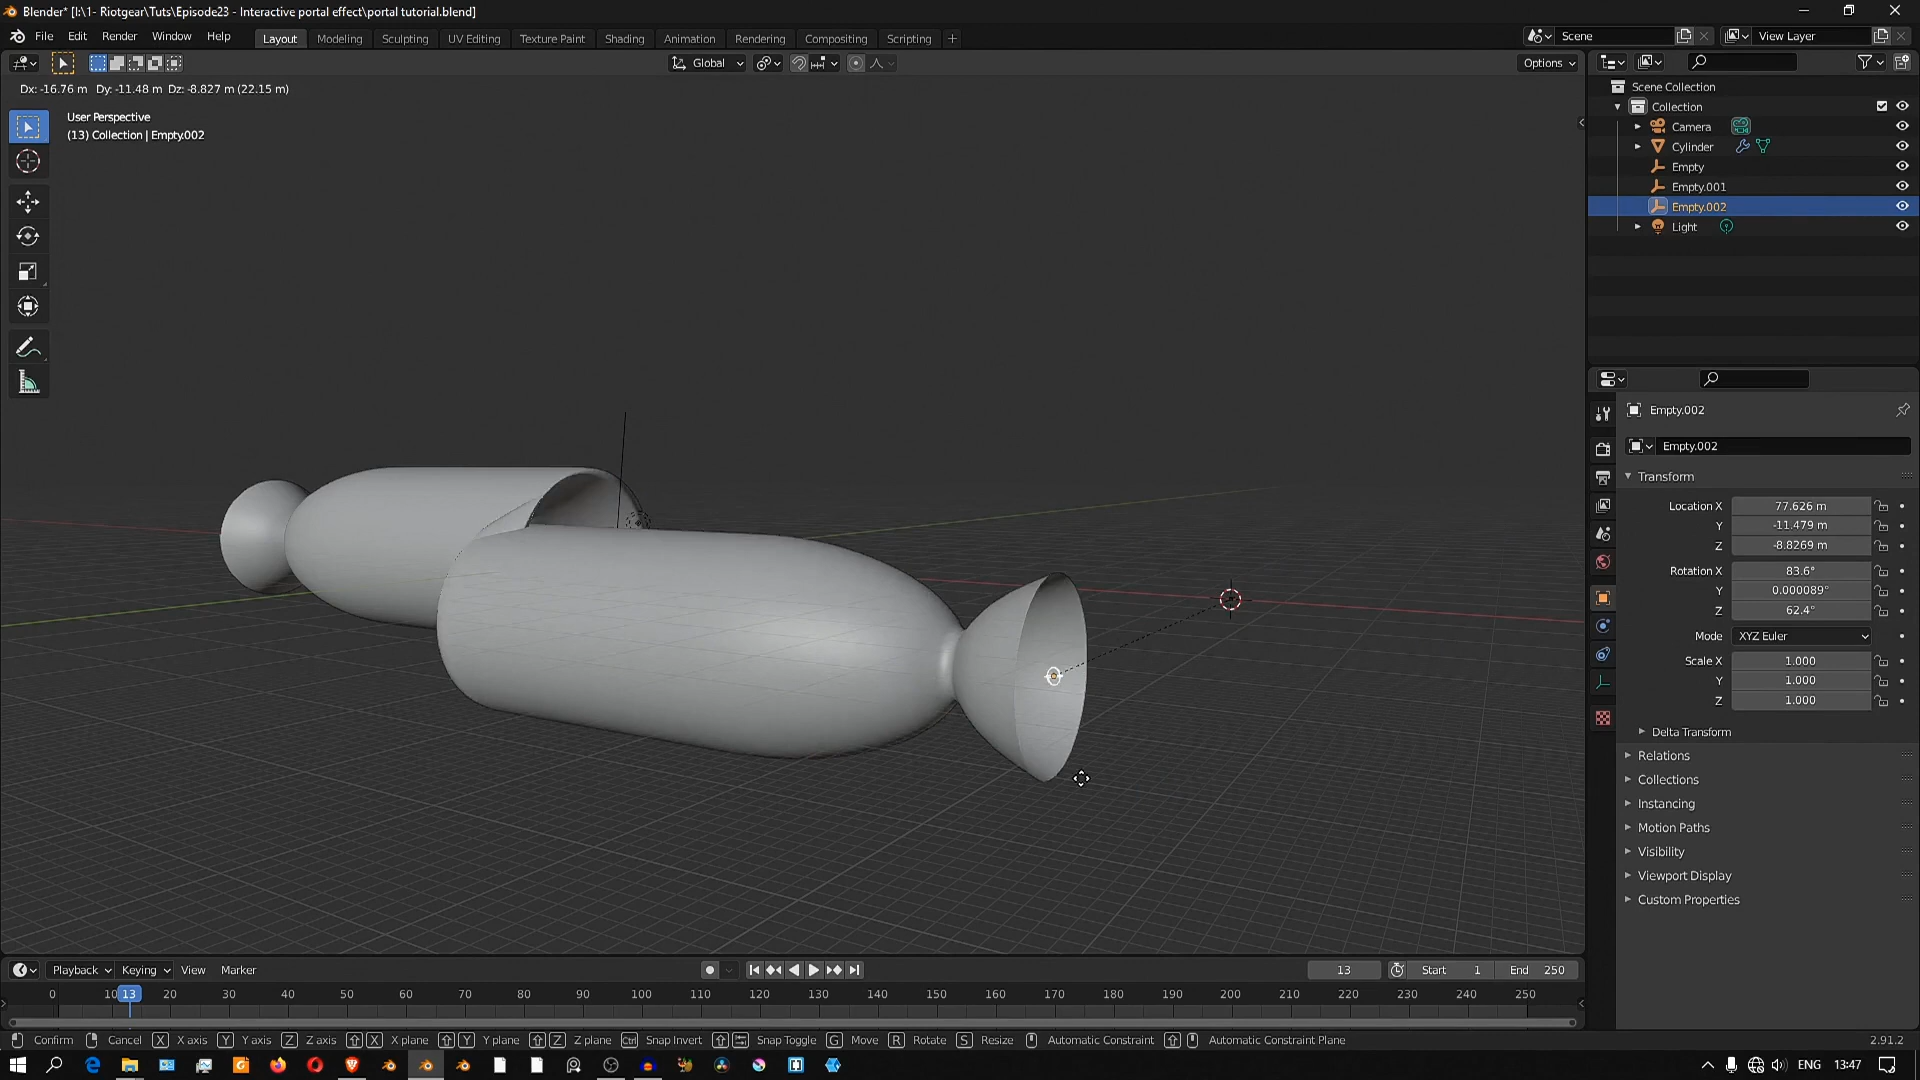 Blender* [I:\1- Riotgear\Tuts\Episode23 - Interactive portal effect\portal tutorial.blend]
File Edit Render Window Help Layout Modeling Sculpting UV Editing Texture Paint Shading Animation Rendering Compositing Scripting Scene View Layer
Global Options
Dx: -16.76 m Dy: -11.48 m Dz: -8.827 m (22.15 m)
User Perspective
(13) Collection | Empty.002
Scene Collection
Collection
Camera
Cylinder
Empty
Empty.001
Empty.002
Light
Empty.002
Empty.002
Transform
Location X 77.626 m
Y -11.479 m
Z -8.8269 m
Rotation X 83.6°
Y 0.000089°
Z 62.4°
Mode XYZ Euler
Scale X 1.000
Y 1.000
Z 1.000
Delta Transform
Relations
Collections
Instancing
Motion Paths
Visibility
Viewport Display
Custom Properties
Playback Keying View Marker 13 Start 1 End 250
0 10 13 20 30 40 50 60 70 80 90 100 110 120 130 140 150 160 170 180 190 200 210 220 230 240 250
Confirm Cancel X X axis Y Y axis Z Z axis X X plane Y Y plane Z Z plane Ctrl Snap Invert Snap Toggle G Move R Rotate S Resize Automatic Constraint Automatic Constraint Plane 2.91.2
ENG 13:47